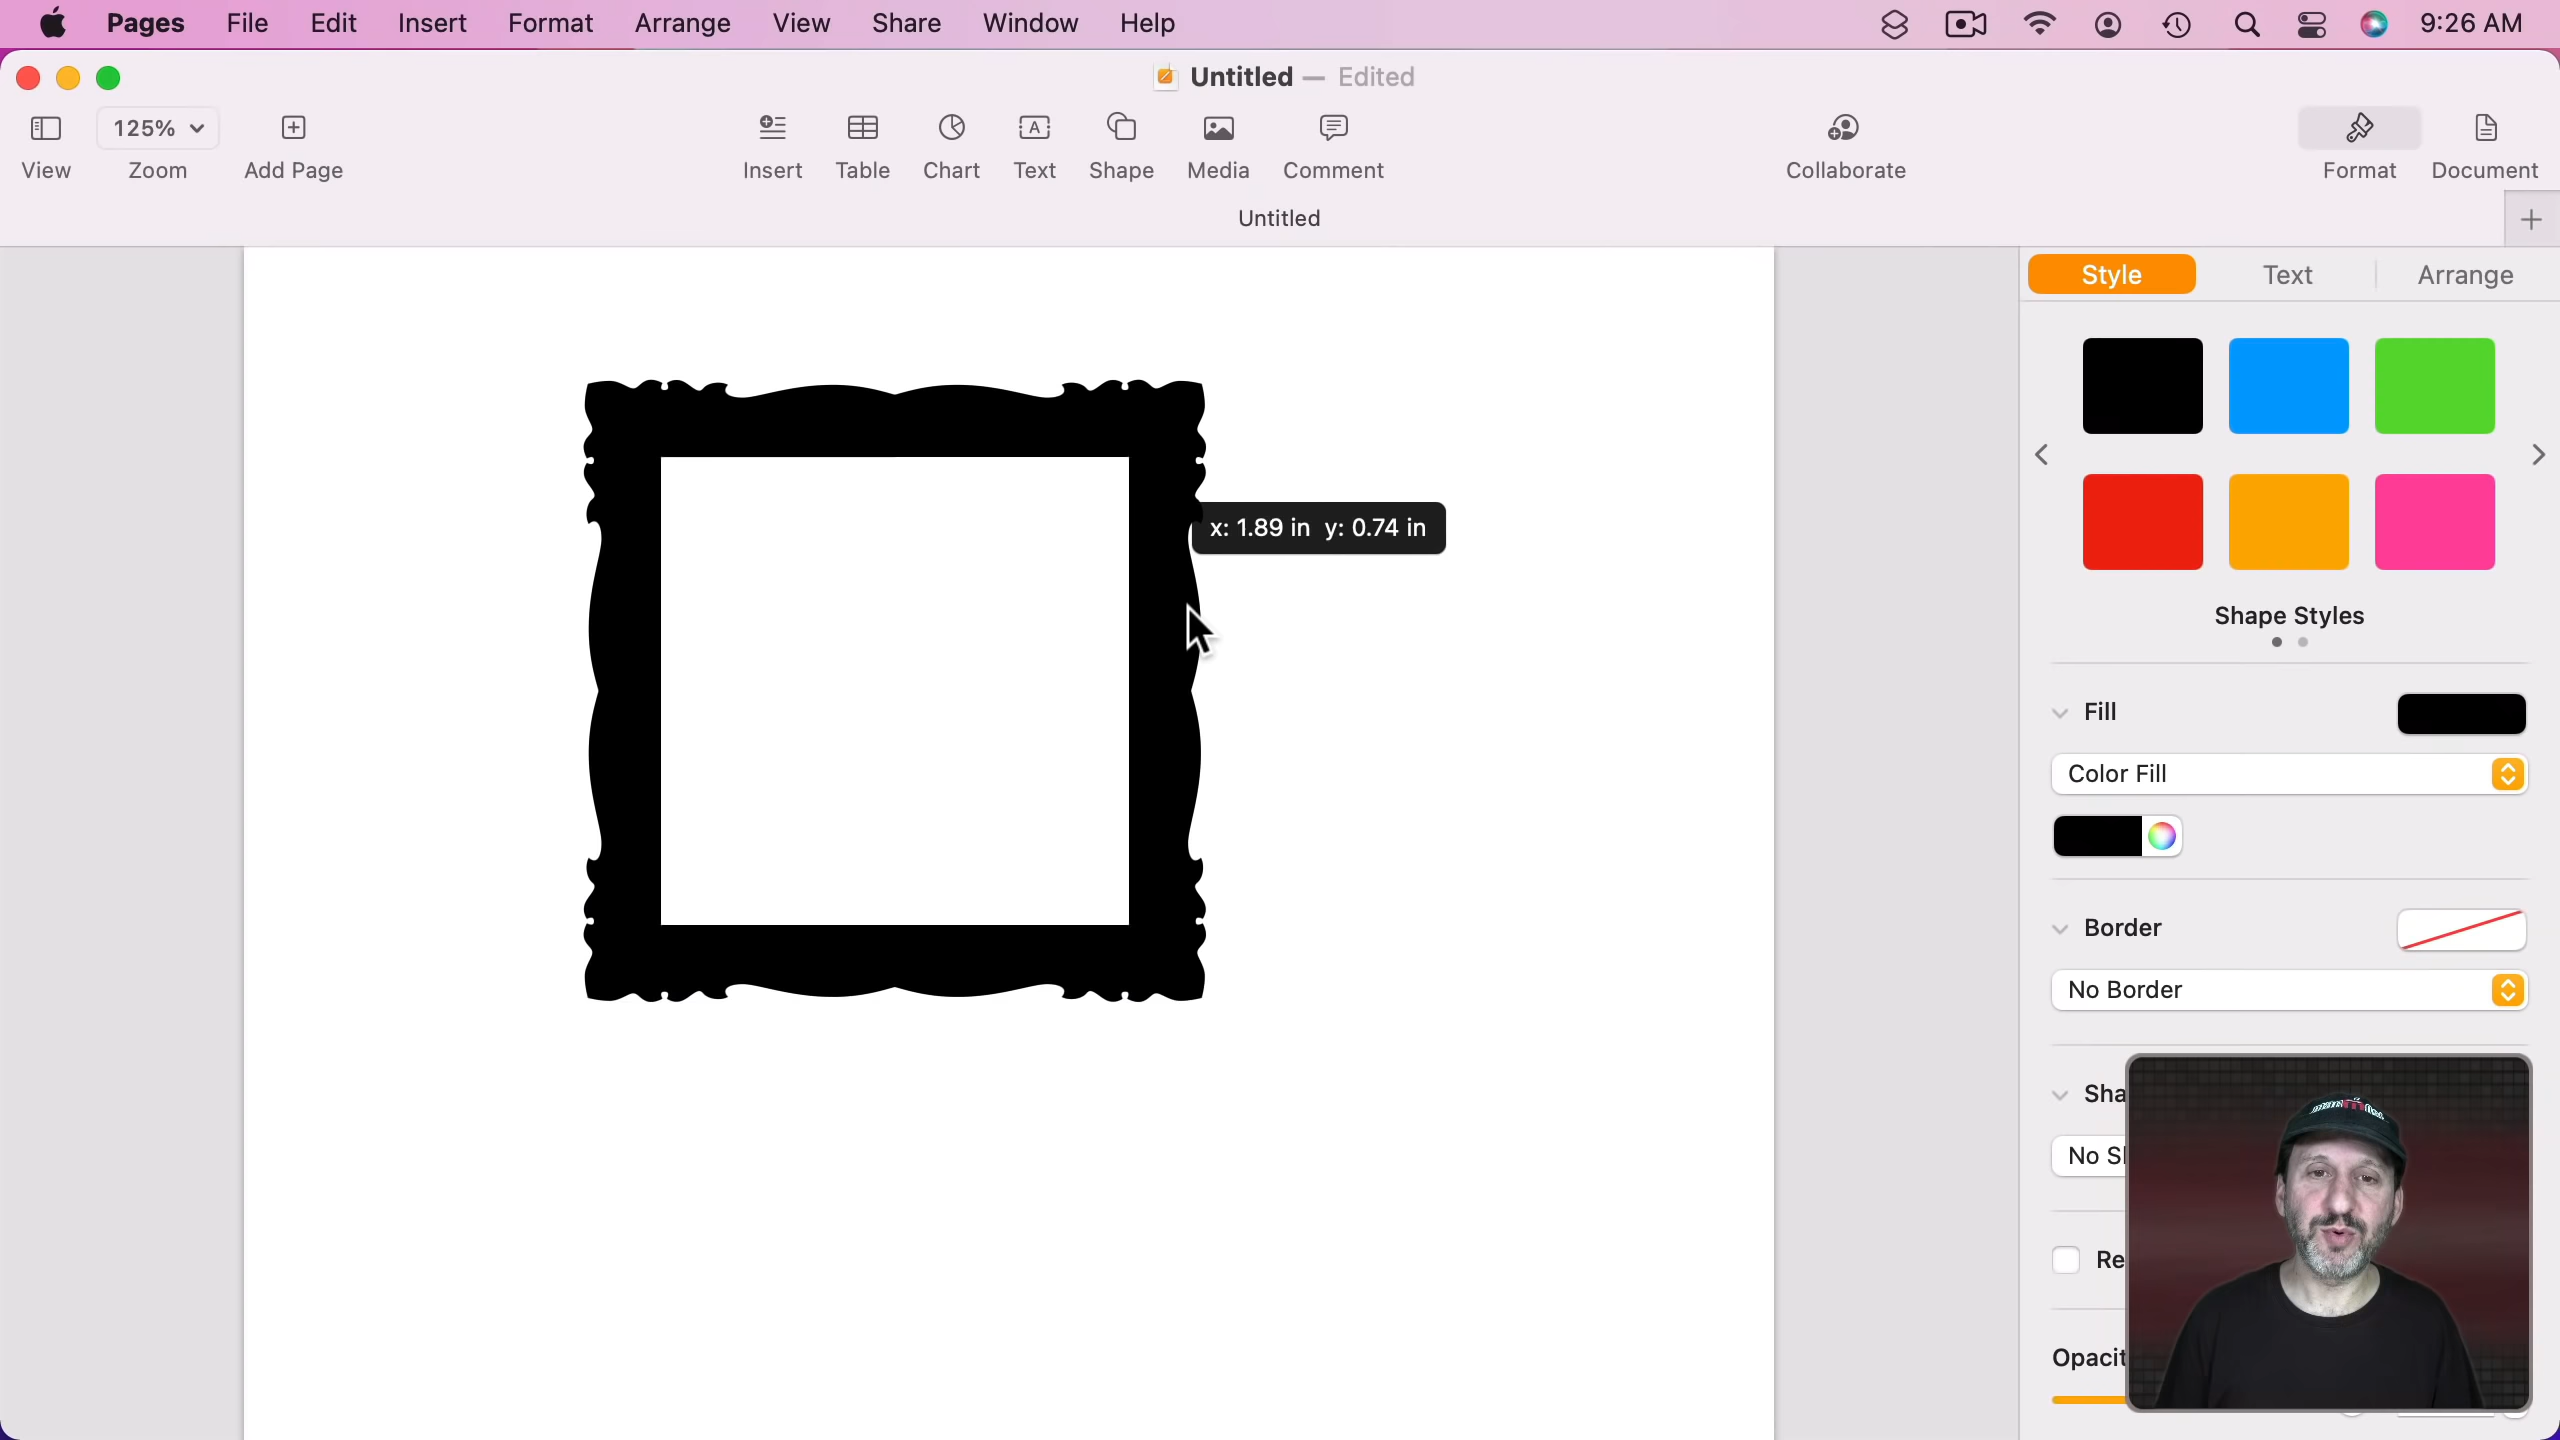 Pages File Edit Insert Format Arrange View Share Window Help 9:26 AM
Untitled — Edited
125%
View Zoom Add Page Insert Table Chart Text Shape Media Comment Collaborate Format Document
Untitled
Style Text Arrange
x: 1.89 in y: 0.74 in
Shape Styles
Fill
Color Fill
Border
No Border
Sha
No
Re
Opacit